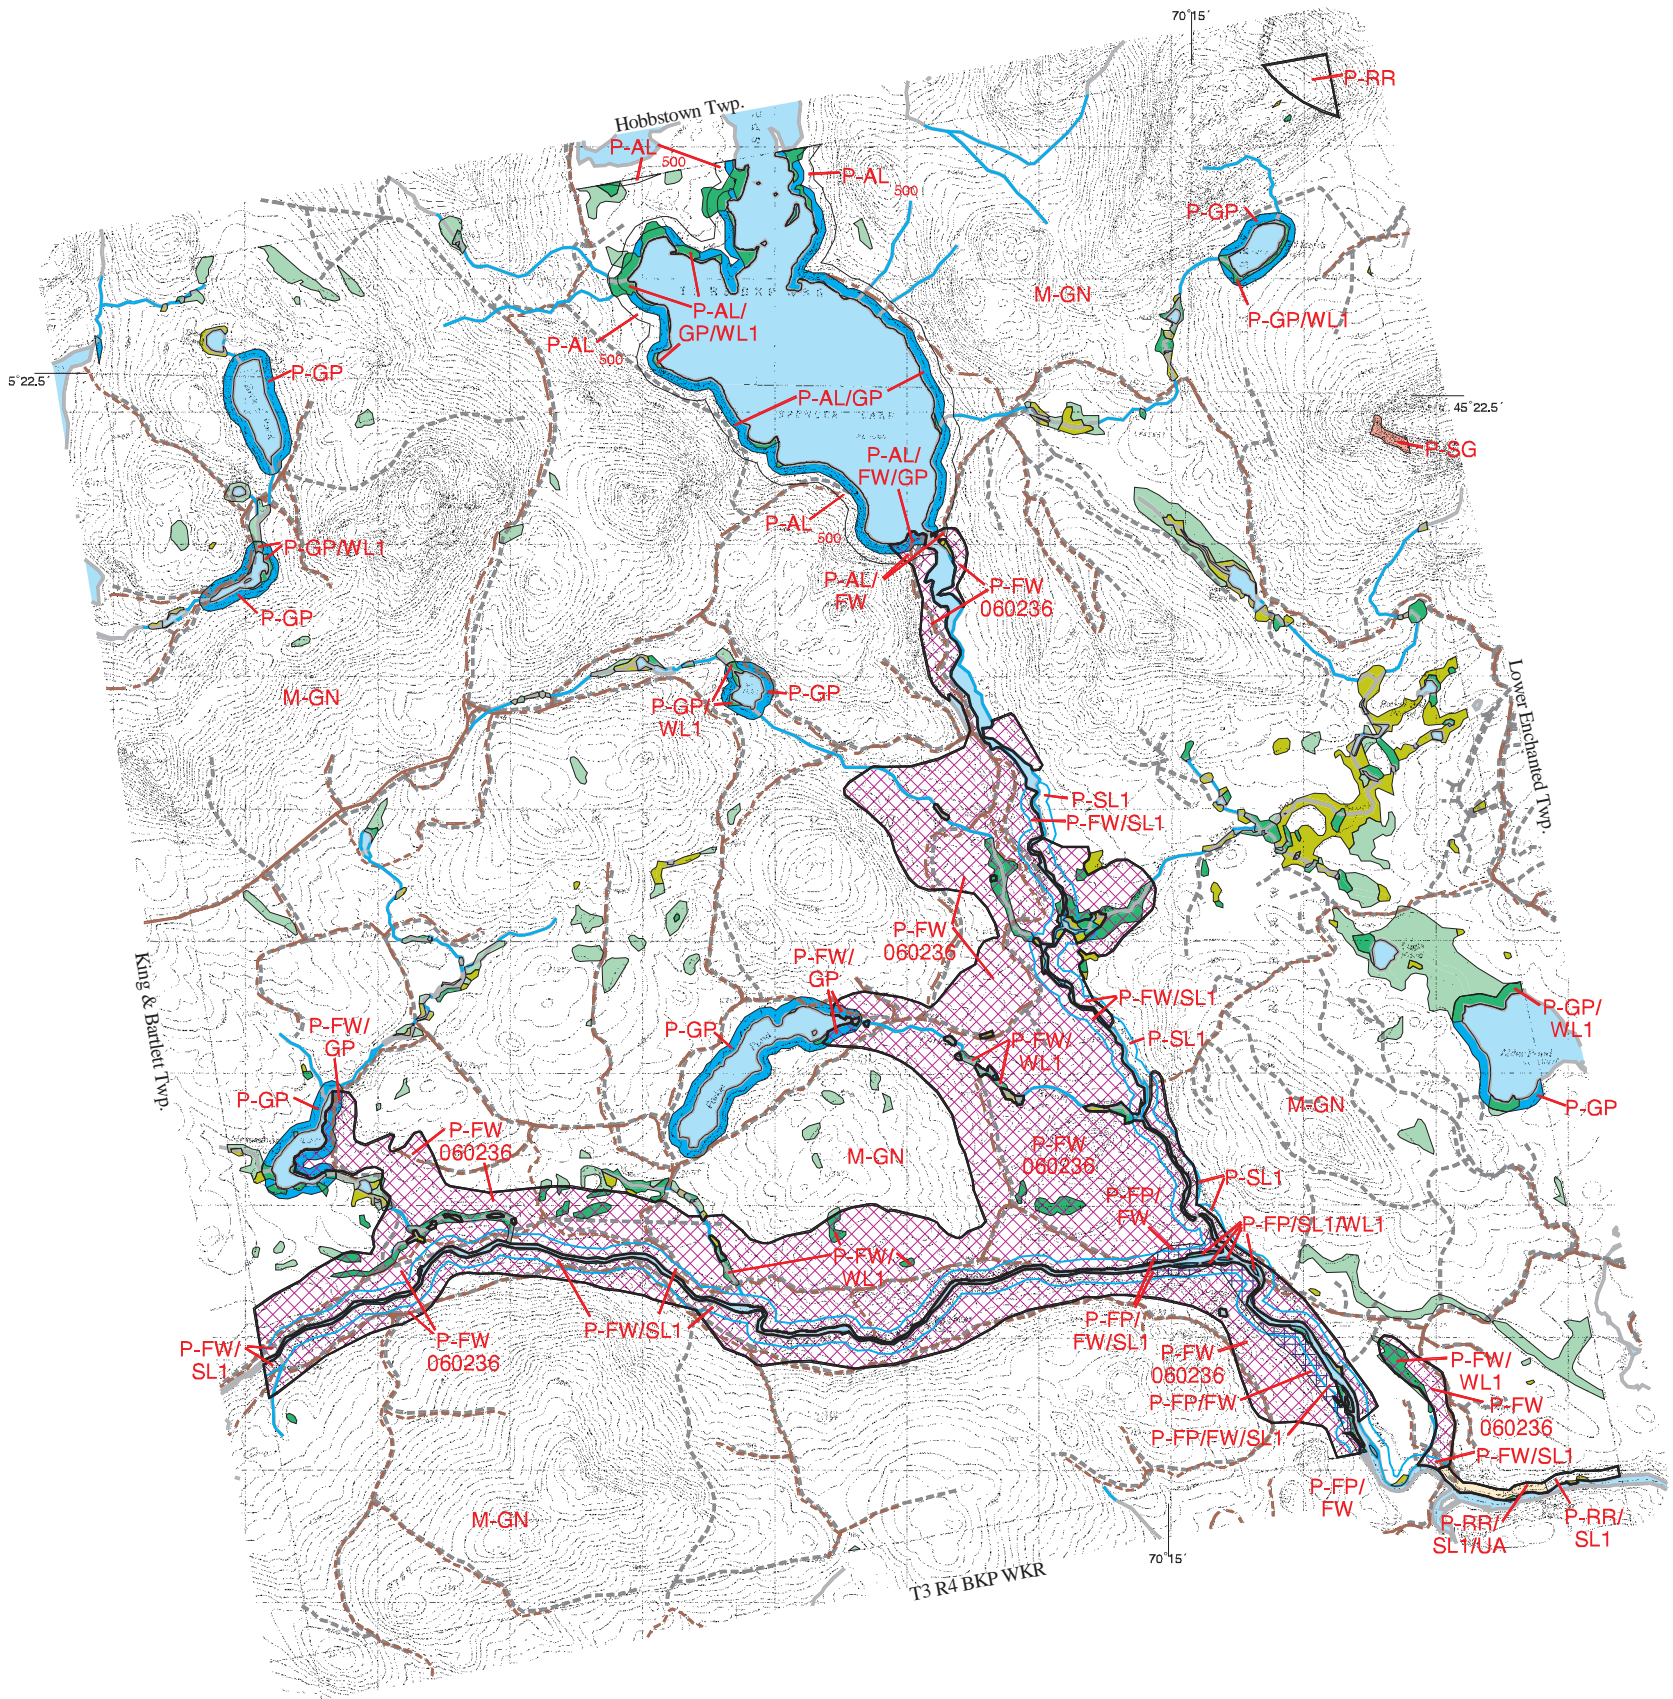 70°15´
P-RR
Hobbstown Twp.
P-AL
500
P-AL
500
P-GP
M-GN
P-AL/
GP/WL1
P-GP/WL1
P-AL
500
5°22.5´
P-GP
P-AL/GP
SPENCER LAKE
45°22.5´
P-AL/
FW/GP
P-SG
P-AL
500
P-GP/WL1
P-AL/
FW
P-FW
060236
P-GP
M-GN
P-GP/
WL1
P-GP
Lower Enchanted Twp.
P-SL1
P-FW/SL1
P-FW
060236
King & Bartlett Twp.
P-FW/
GP
P-FW/SL1
P-GP/
WL1
P-FW/
GP
P-GP
P-SL1
P-FW/
WL1
P-GP
P-GP
M-GN
P-FW
060236
P-FW
060236
M-GN
P-SL1
P-FP/
FW
P-FP/SL1/WL1
P-FW/
WL1
P-FW/
SL1
P-FW
060236
P-FW/SL1
P-FP/
FW/SL1
P-FW
060236
P-FW/
WL1
P-FP/FW
P-FW
060236
P-FP/FW/SL1
P-FW/SL1
P-FP/
FW
M-GN
P-RR/
SL1/UA
P-RR/
SL1
70°15´
T3 R4 BKP WKR